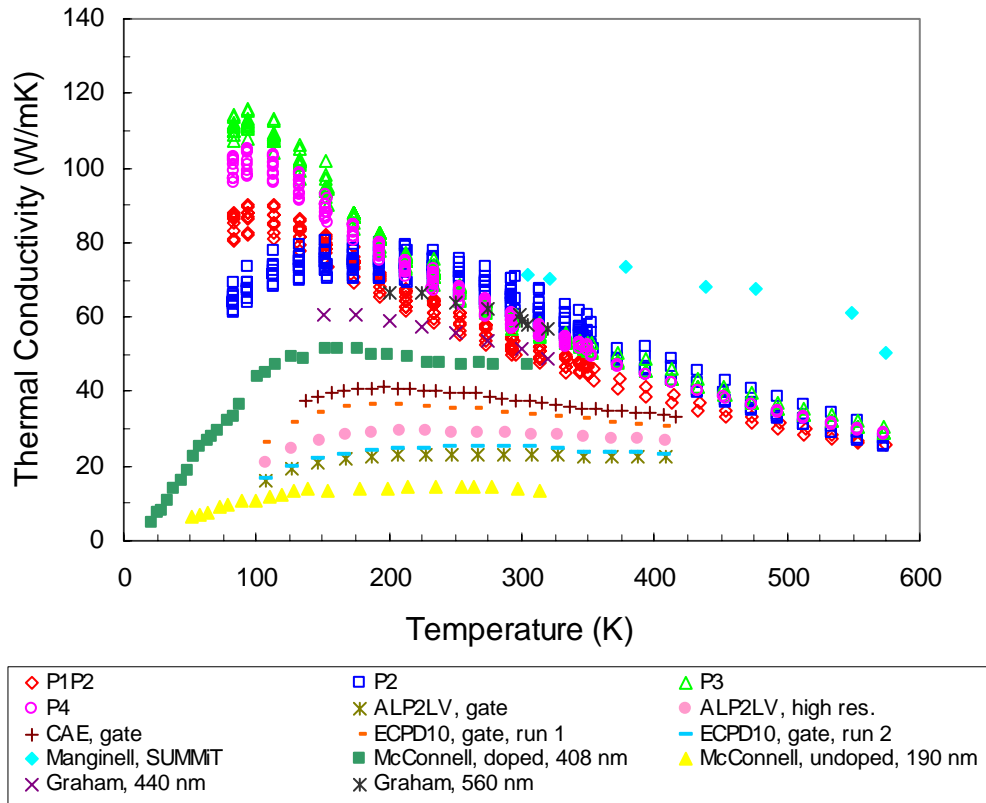 140
120
100
80
60
40
20
0
Thermal Conductivity (W/mK)
0 100 200 300 400 500 600
Temperature (K)
P1P2 P2 P3
P4 ALP2LV, gate ALP2LV, high res.
CAE, gate ECPD10, gate, run 1 ECPD10, gate, run 2
Manginell, SUMMiT McConnell, doped, 408 nm McConnell, undoped, 190 nm
Graham, 440 nm Graham, 560 nm